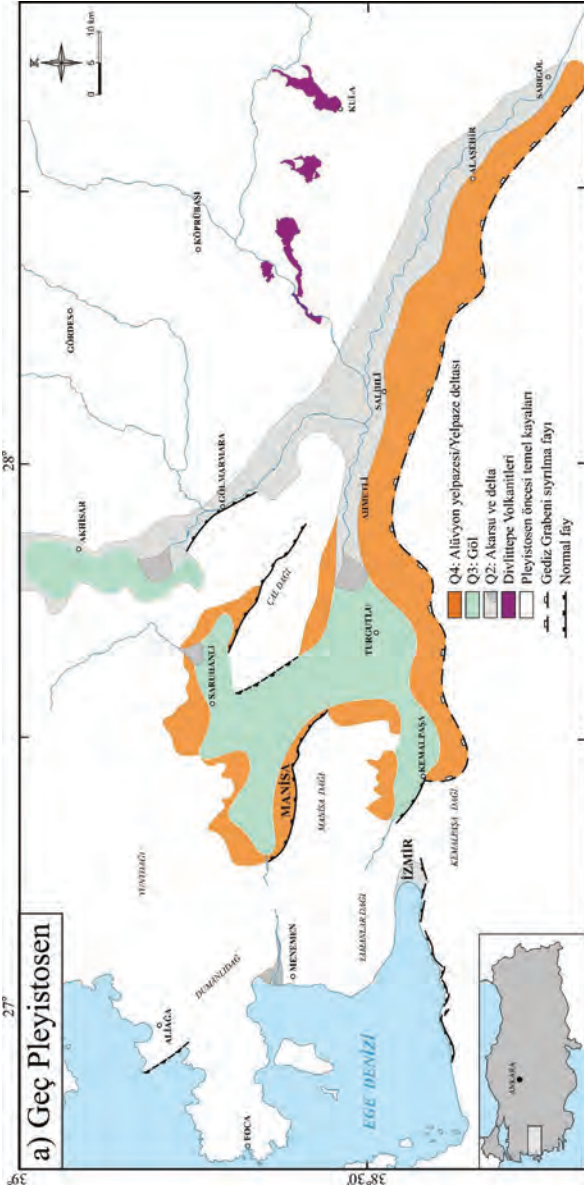 a) Geç Pleyistosen
27°
28°
38°30'
N
0 5 10 km
ALİAĞA
FOÇA
DUMANLIDAĞ
MENEMEN
YUNTDAĞI
YAMANLAR DAĞI
EGE DENİZİ
İZMİR
MANİSA
MANİSA DAĞI
KEMALPAŞA
KEMALPAŞA DAĞI
SARUHANLI
TURGUTLU
ÇAL DAĞI
AKHİSAR
GÖLMARMARA
AHMETLİ
SALİHLİ
GÖRDES
KÖPRÜBAŞI
KULA
ALAŞEHİR
SARIGÖL
Q4: Alüvyon yelpazesi/Yelpaze deltası
Q3: Göl
Q2: Akarsu ve delta
Divlittepe Volkanitleri
Pleyistosen öncesi temel kayaları
Gediz Grabeni sıyrılma fayı
Normal fay
ANKARA